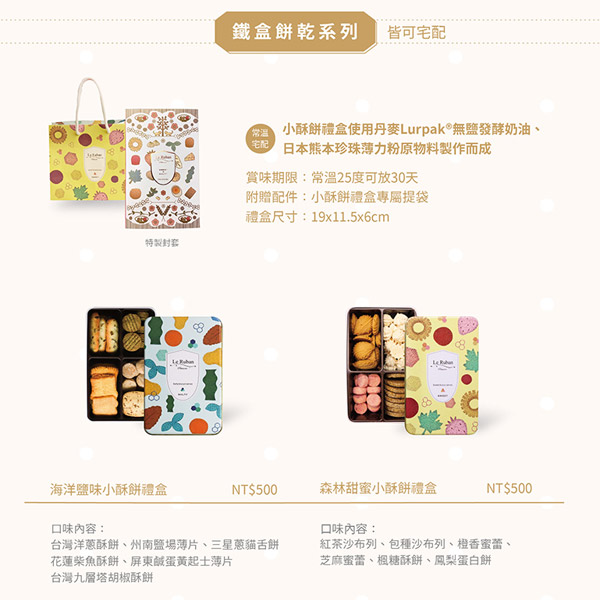 鐵盒餅乾系列 皆可宅配
常溫
宅配
小酥餅禮盒使用丹麥Lurpak®無鹽發酵奶油、
日本熊本珍珠薄力粉原物料製作而成
賞味期限：常溫25度可放30天
附贈配件：小酥餅禮盒專屬提袋
禮盒尺寸：19x11.5x6cm
Le Ruban
特製封套
Le Ruban
Le Ruban
海洋鹽味小酥餅禮盒 NT$500
口味內容：
台灣洋蔥酥餅、州南鹽場薄片、三星蔥貓舌餅
花蓮柴魚酥餅、屏東鹹蛋黃起士薄片
台灣九層塔胡椒酥餅
森林甜蜜小酥餅禮盒 NT$500
口味內容：
紅茶沙布列、包種沙布列、橙香蜜蕾、
芝麻蜜蕾、楓糖酥餅、鳳梨蛋白餅